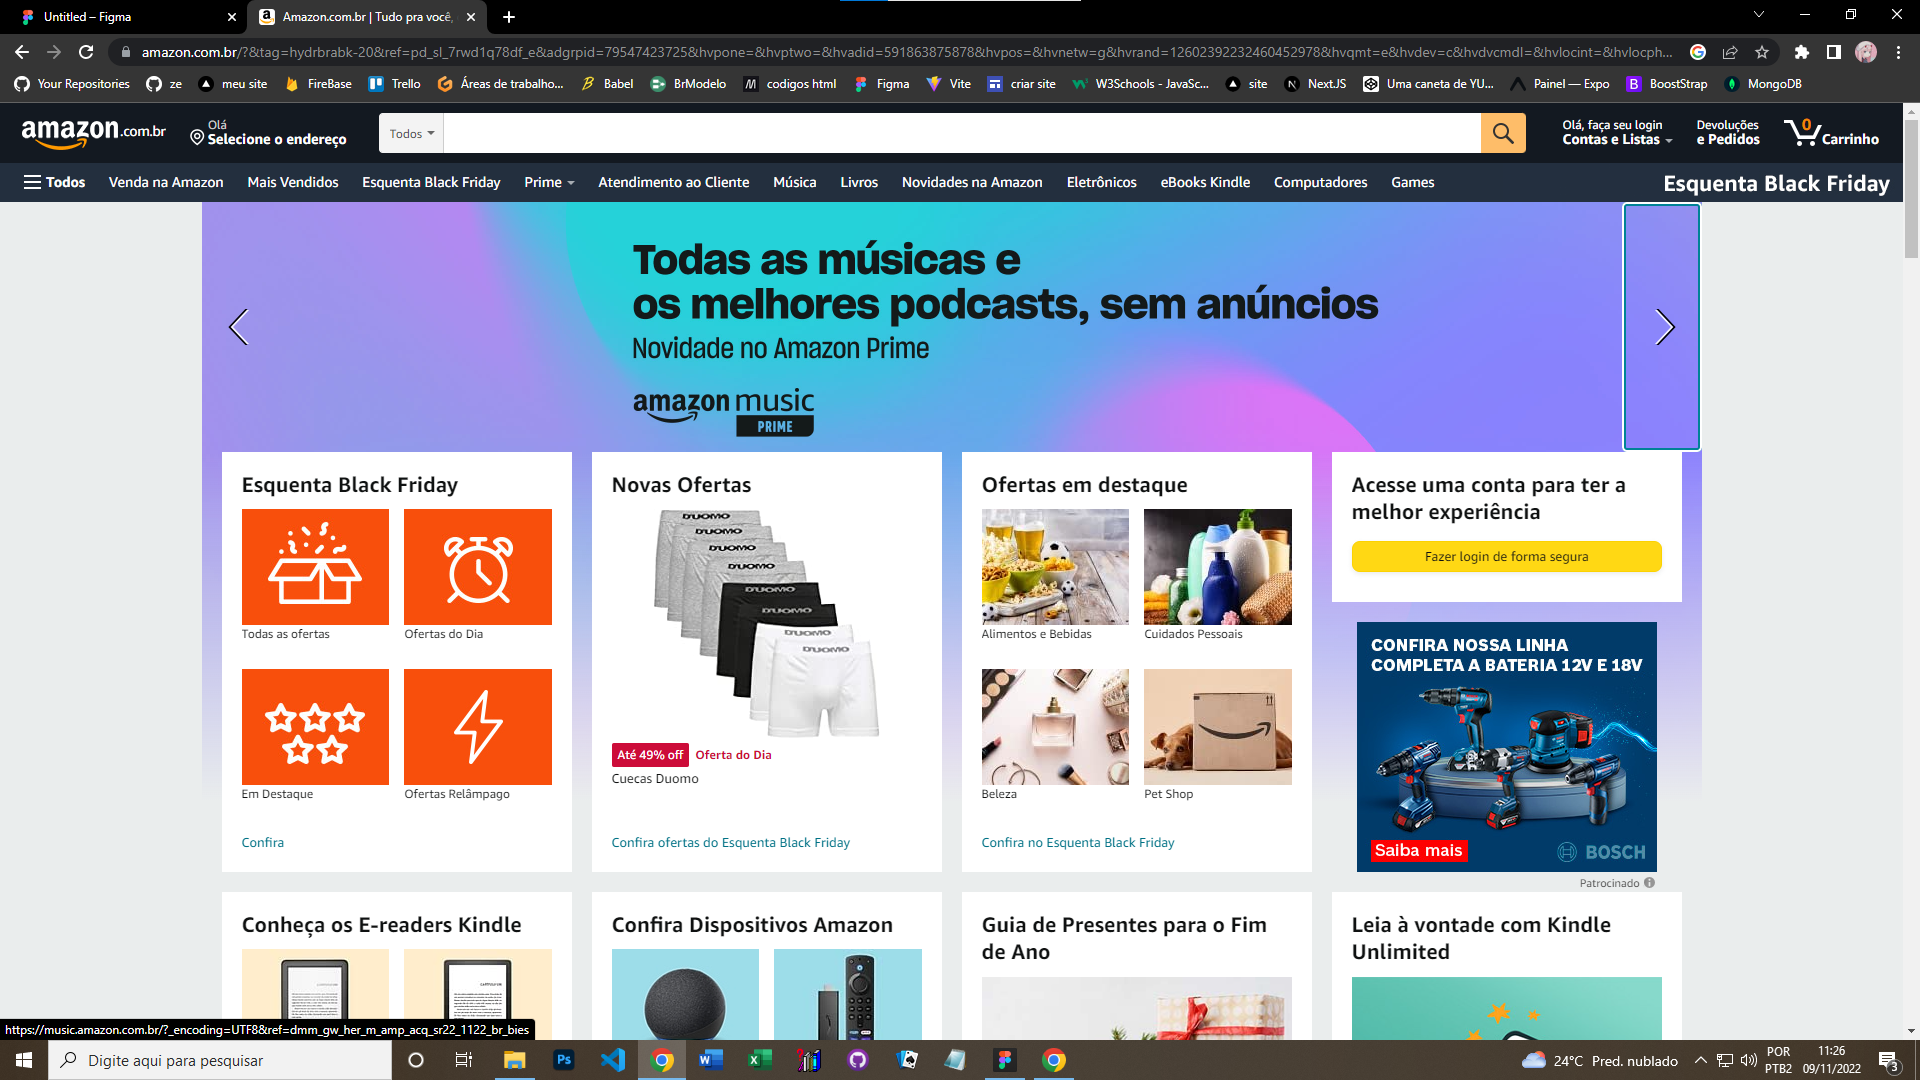 Untitled – Figma
Amazon.com.br | Tudo pra você,
amazon.com.br/?&tag=hydrbrabk-20&ref=pd_sl_7rwd1q78df_e&adgrpid=79547423725&hvpone=&hvptwo=&hvadid=591863875878&hvpos=&hvnetw=g&hvrand=12602392232460452978&hvqmt=e&hvdev=c&hvdvcmdl=&hvlocint=&hvlocph...
Your Repositories
ze
meu site
FireBase
Trello
Áreas de trabalho...
Babel
BrModelo
codigos html
Figma
Vite
criar site
W3Schools - JavaSc...
site
Next.JS
Uma caneta de YU...
Painel — Expo
BoostStrap
MongoDB
amazon.com.br
Olá
Selecione o endereço
Todos
Olá, faça seu login
Contas e Listas
Devoluções
e Pedidos
0
Carrinho
Todos
Venda na Amazon
Mais Vendidos
Esquenta Black Friday
Prime
Atendimento ao Cliente
Música
Livros
Novidades na Amazon
Eletrônicos
eBooks Kindle
Computadores
Games
Esquenta Black Friday
Todas as músicas e
os melhores podcasts, sem anúncios
Novidade no Amazon Prime
amazon music
PRIME
Esquenta Black Friday
Todas as ofertas
Ofertas do Dia
Em Destaque
Ofertas Relâmpago
Confira
Novas Ofertas
D'UOMO
D'UOMO
D'UOMO
D'UOMO
D'UOMO
D'UOMO
D'UOMO
D'UOMO
Até 49% off
Oferta do Dia
Cuecas Duomo
Confira ofertas do Esquenta Black Friday
Ofertas em destaque
Alimentos e Bebidas
Cuidados Pessoais
Beleza
Pet Shop
Confira no Esquenta Black Friday
Acesse uma conta para ter a
melhor experiência
Fazer login de forma segura
CONFIRA NOSSA LINHA
COMPLETA A BATERIA 12V E 18V
Saiba mais
BOSCH
Patrocinado
Conheça os E-readers Kindle
Confira Dispositivos Amazon
Guia de Presentes para o Fim
de Ano
Leia à vontade com Kindle
Unlimited
https://music.amazon.com.br/?_encoding=UTF8&ref=dmm_gw_her_m_amp_acq_sr22_1122_br_bies
Digite aqui para pesquisar
24°C Pred. nublado
POR
PTB2
11:26
09/11/2022
3